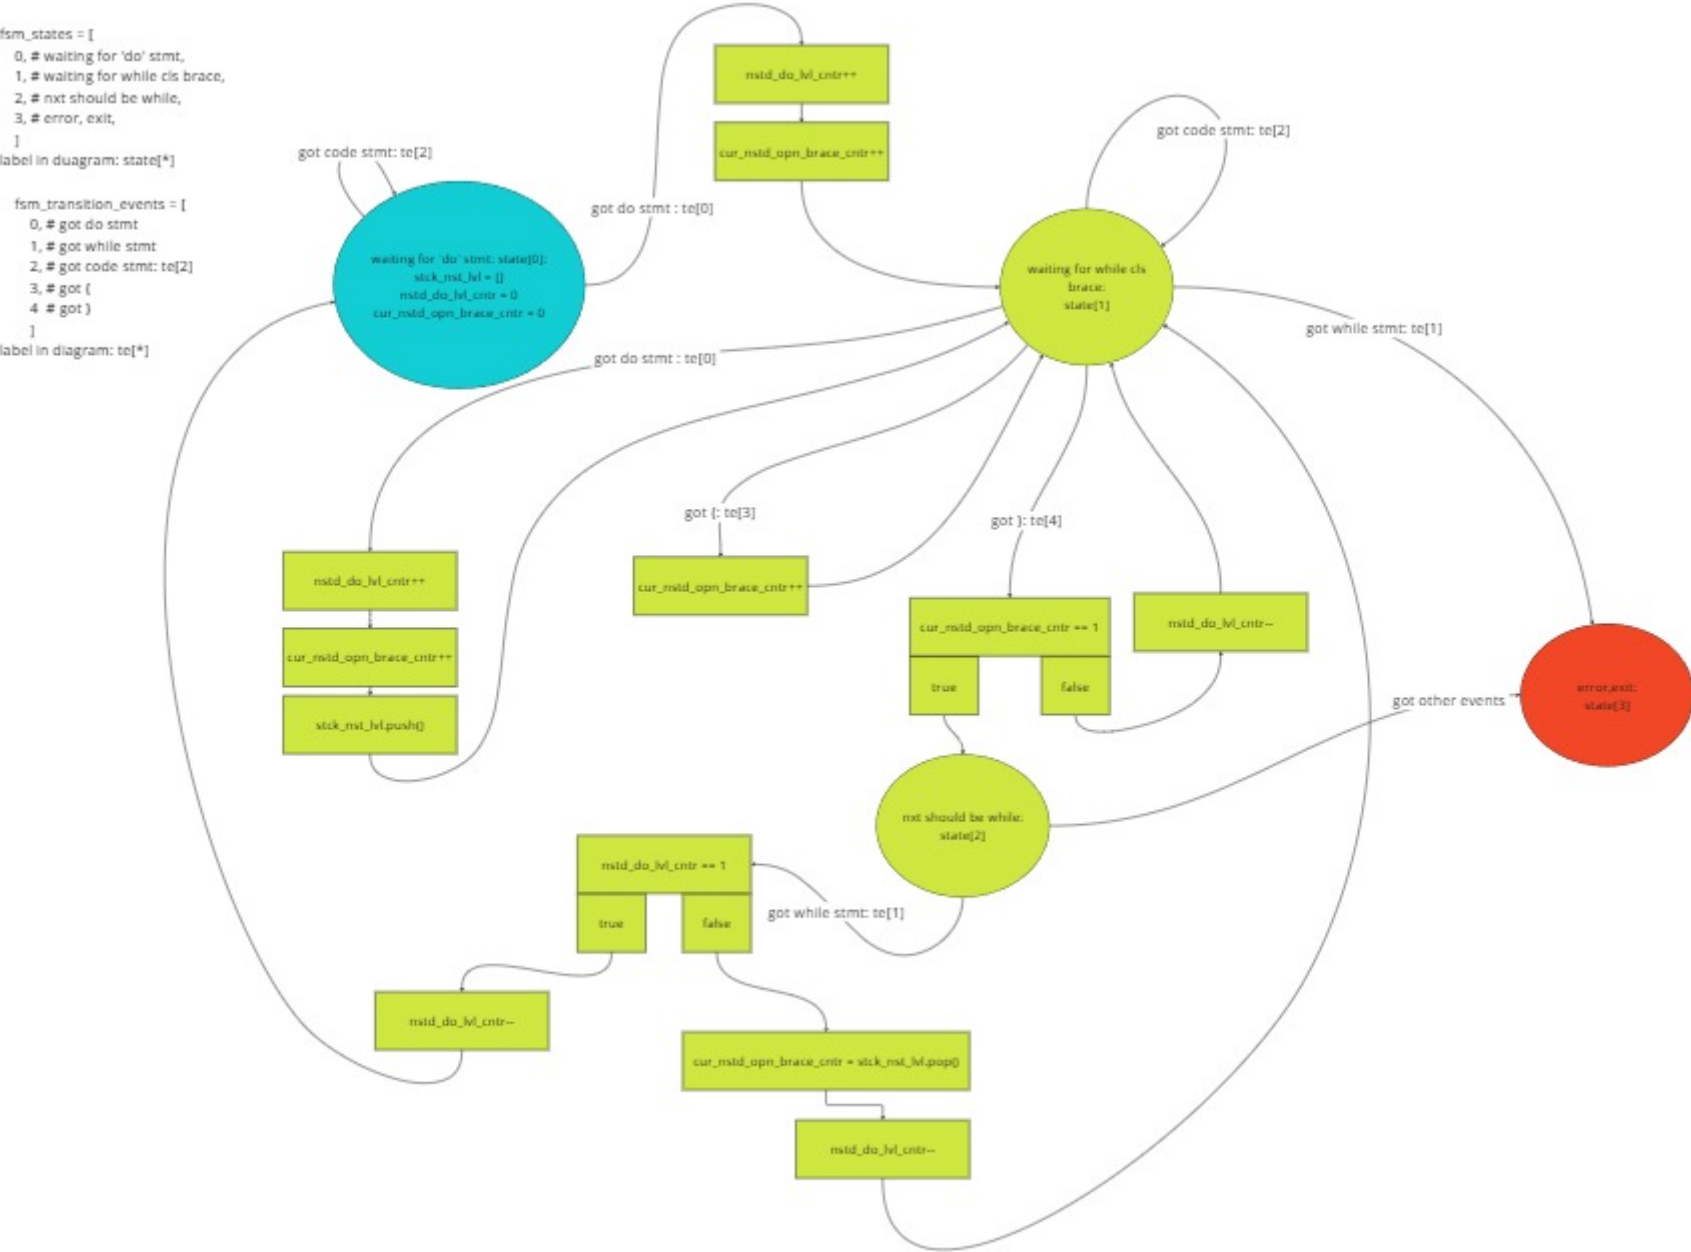 fsm_states = [
0, # waiting for 'do' stmt,
1, # waiting for while cls brace,
2, # nxt should be while,
3, # error, exit,
]
label in duagram: state[*]
fsm_transition_events = [
0, # got do stmt
1, # got while stmt
2, # got code stmt: te[2]
3, # got {
4 # got }
]
label in diagram: te[*]
nstd_do_lvl_cntr++
cur_nstd_opn_brace_cntr++
got code stmt: te[2]
got code stmt: te[2]
got do stmt : te[0]
waiting for 'do' stmt: state[0]:
stck_nst_lvl = []
nstd_do_lvl_cntr = 0
cur_nstd_opn_brace_cntr = 0
waiting for while cls
brace:
state[1]
got while stmt: te[1]
got do stmt : te[0]
got {: te[3]
got }: te[4]
nstd_do_lvl_cntr++
cur_nstd_opn_brace_cntr++
stck_nst_lvl.push()
cur_nstd_opn_brace_cntr++
cur_nstd_opn_brace_cntr == 1
true
false
nstd_do_lvl_cntr--
error,exit:
state[3]
got other events
nxt should be while:
state[2]
nstd_do_lvl_cntr == 1
true
false
got while stmt: te[1]
nstd_do_lvl_cntr--
cur_nstd_opn_brace_cntr = stck_nst_lvl.pop()
nstd_do_lvl_cntr--